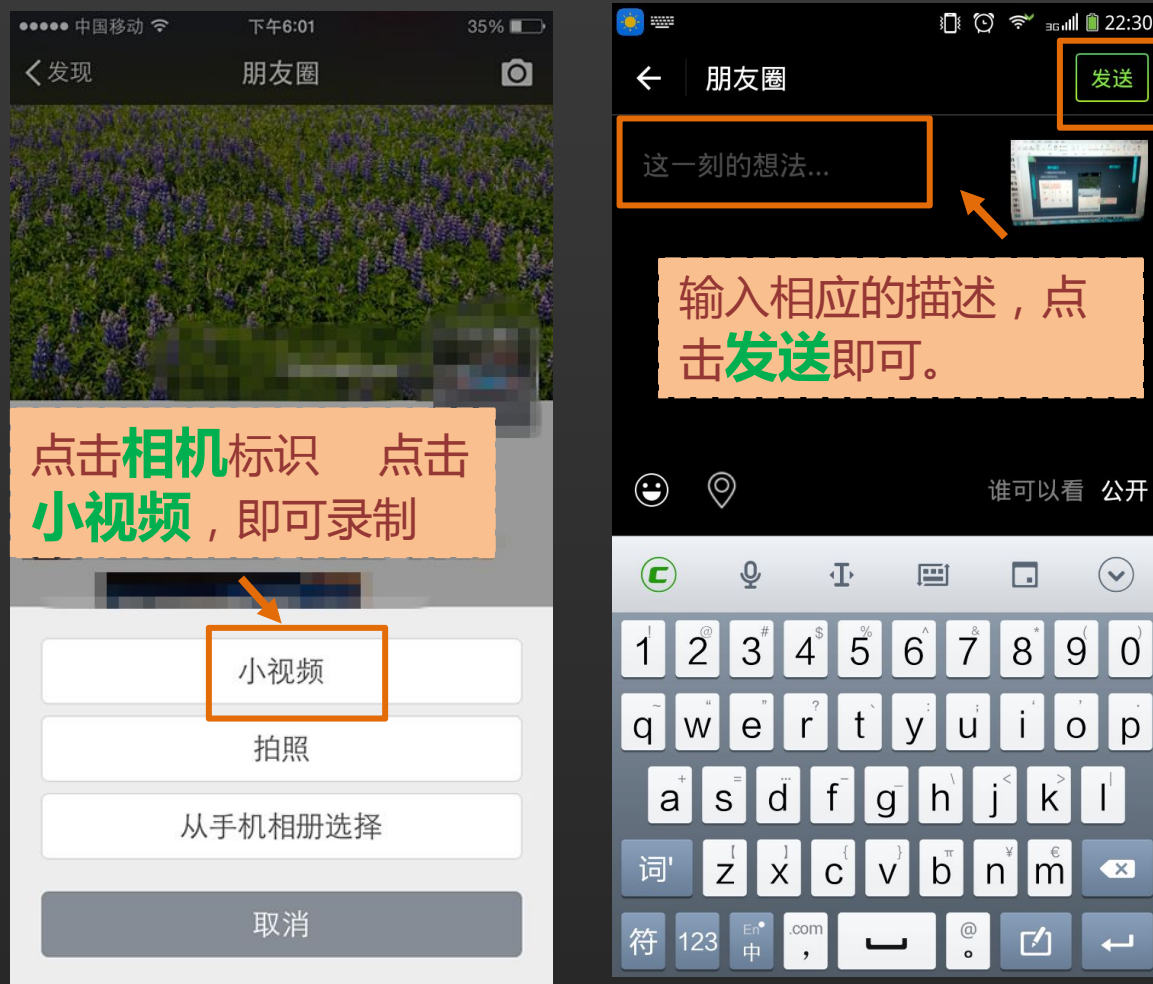 中国移动 下午6:01 35%
发现 朋友圈
点击相机标识 点击
小视频，即可录制
小视频
拍照
从手机相册选择
取消
3G 22:30
朋友圈 发送
这一刻的想法...
输入相应的描述，点
击发送即可。
谁可以看 公开
1 2 3 4 5 6 7 8 9 0
q w e r t y u i o p
a s d f g h j k l
词' z x c v b n m
符 123 En 中 .com , @ 。